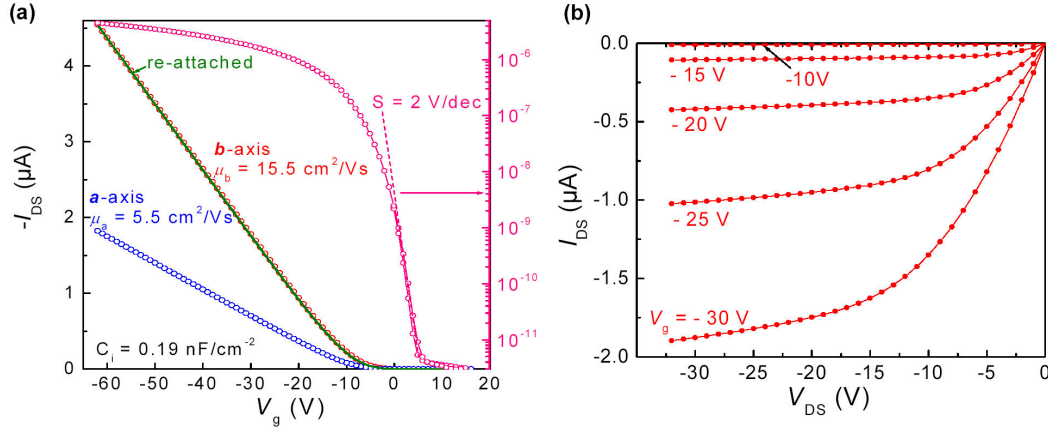 (a)
4
3
2
1
0
-I_DS (µA)
re-attached
S = 2 V/dec
b-axis
µ_b = 15.5 cm²/Vs
a-axis
µ_a = 5.5 cm²/Vs
C_i = 0.19 nF/cm⁻²
10⁻⁶
10⁻⁵
10⁻⁷
10⁻⁸
10⁻⁹
10⁻¹⁰
10⁻¹¹
-60 -50 -40 -30 -20 -10 0 10 20
V_g (V)
(b)
0.0
-0.5
-1.0
-1.5
-2.0
I_DS (µA)
- 15 V
-10V
- 20 V
- 25 V
V_g = - 30 V
-30 -25 -20 -15 -10 -5 0
V_DS (V)